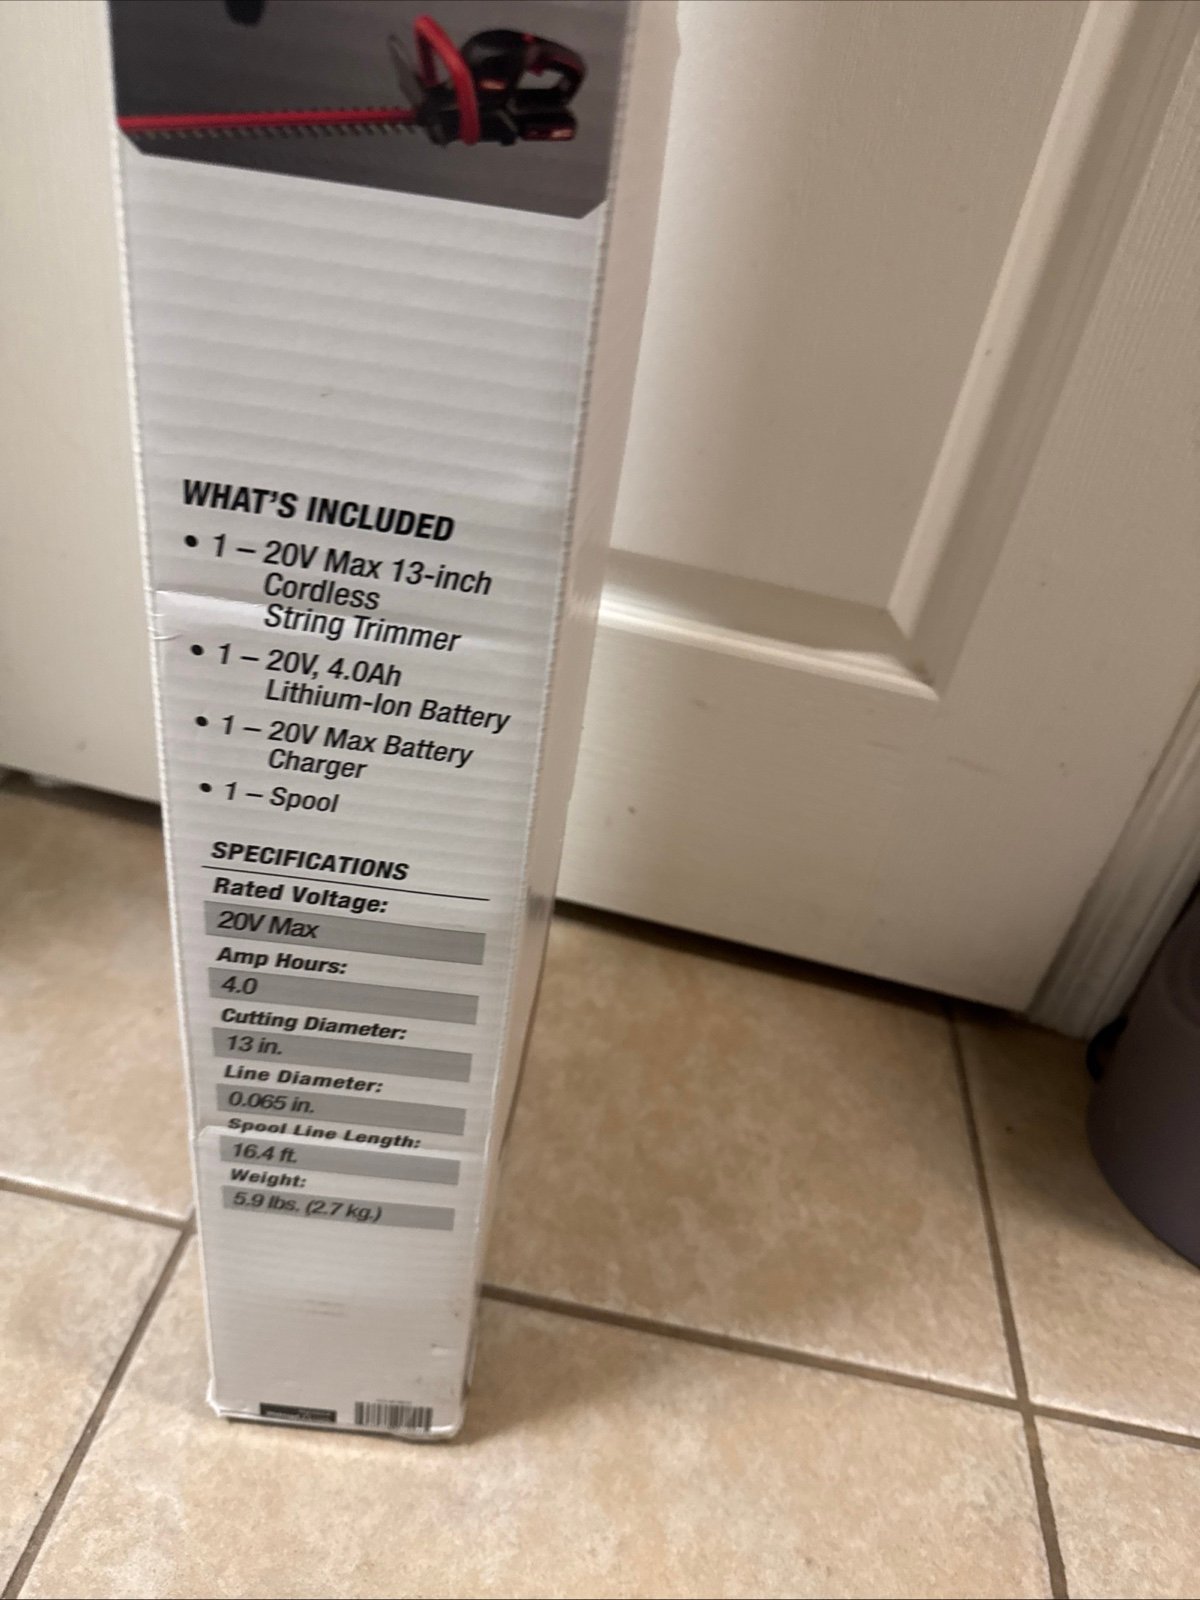 WHAT'S INCLUDED
• 1 – 20V Max 13-inch
Cordless
String Trimmer
• 1 – 20V, 4.0Ah
Lithium-Ion Battery
• 1 – 20V Max Battery
Charger
• 1 – Spool
SPECIFICATIONS
Rated Voltage:
20V Max
Amp Hours:
4.0
Cutting Diameter:
13 in.
Line Diameter:
0.065 in.
Spool Line Length:
16.4 ft.
Weight:
5.9 lbs. (2.7 kg.)